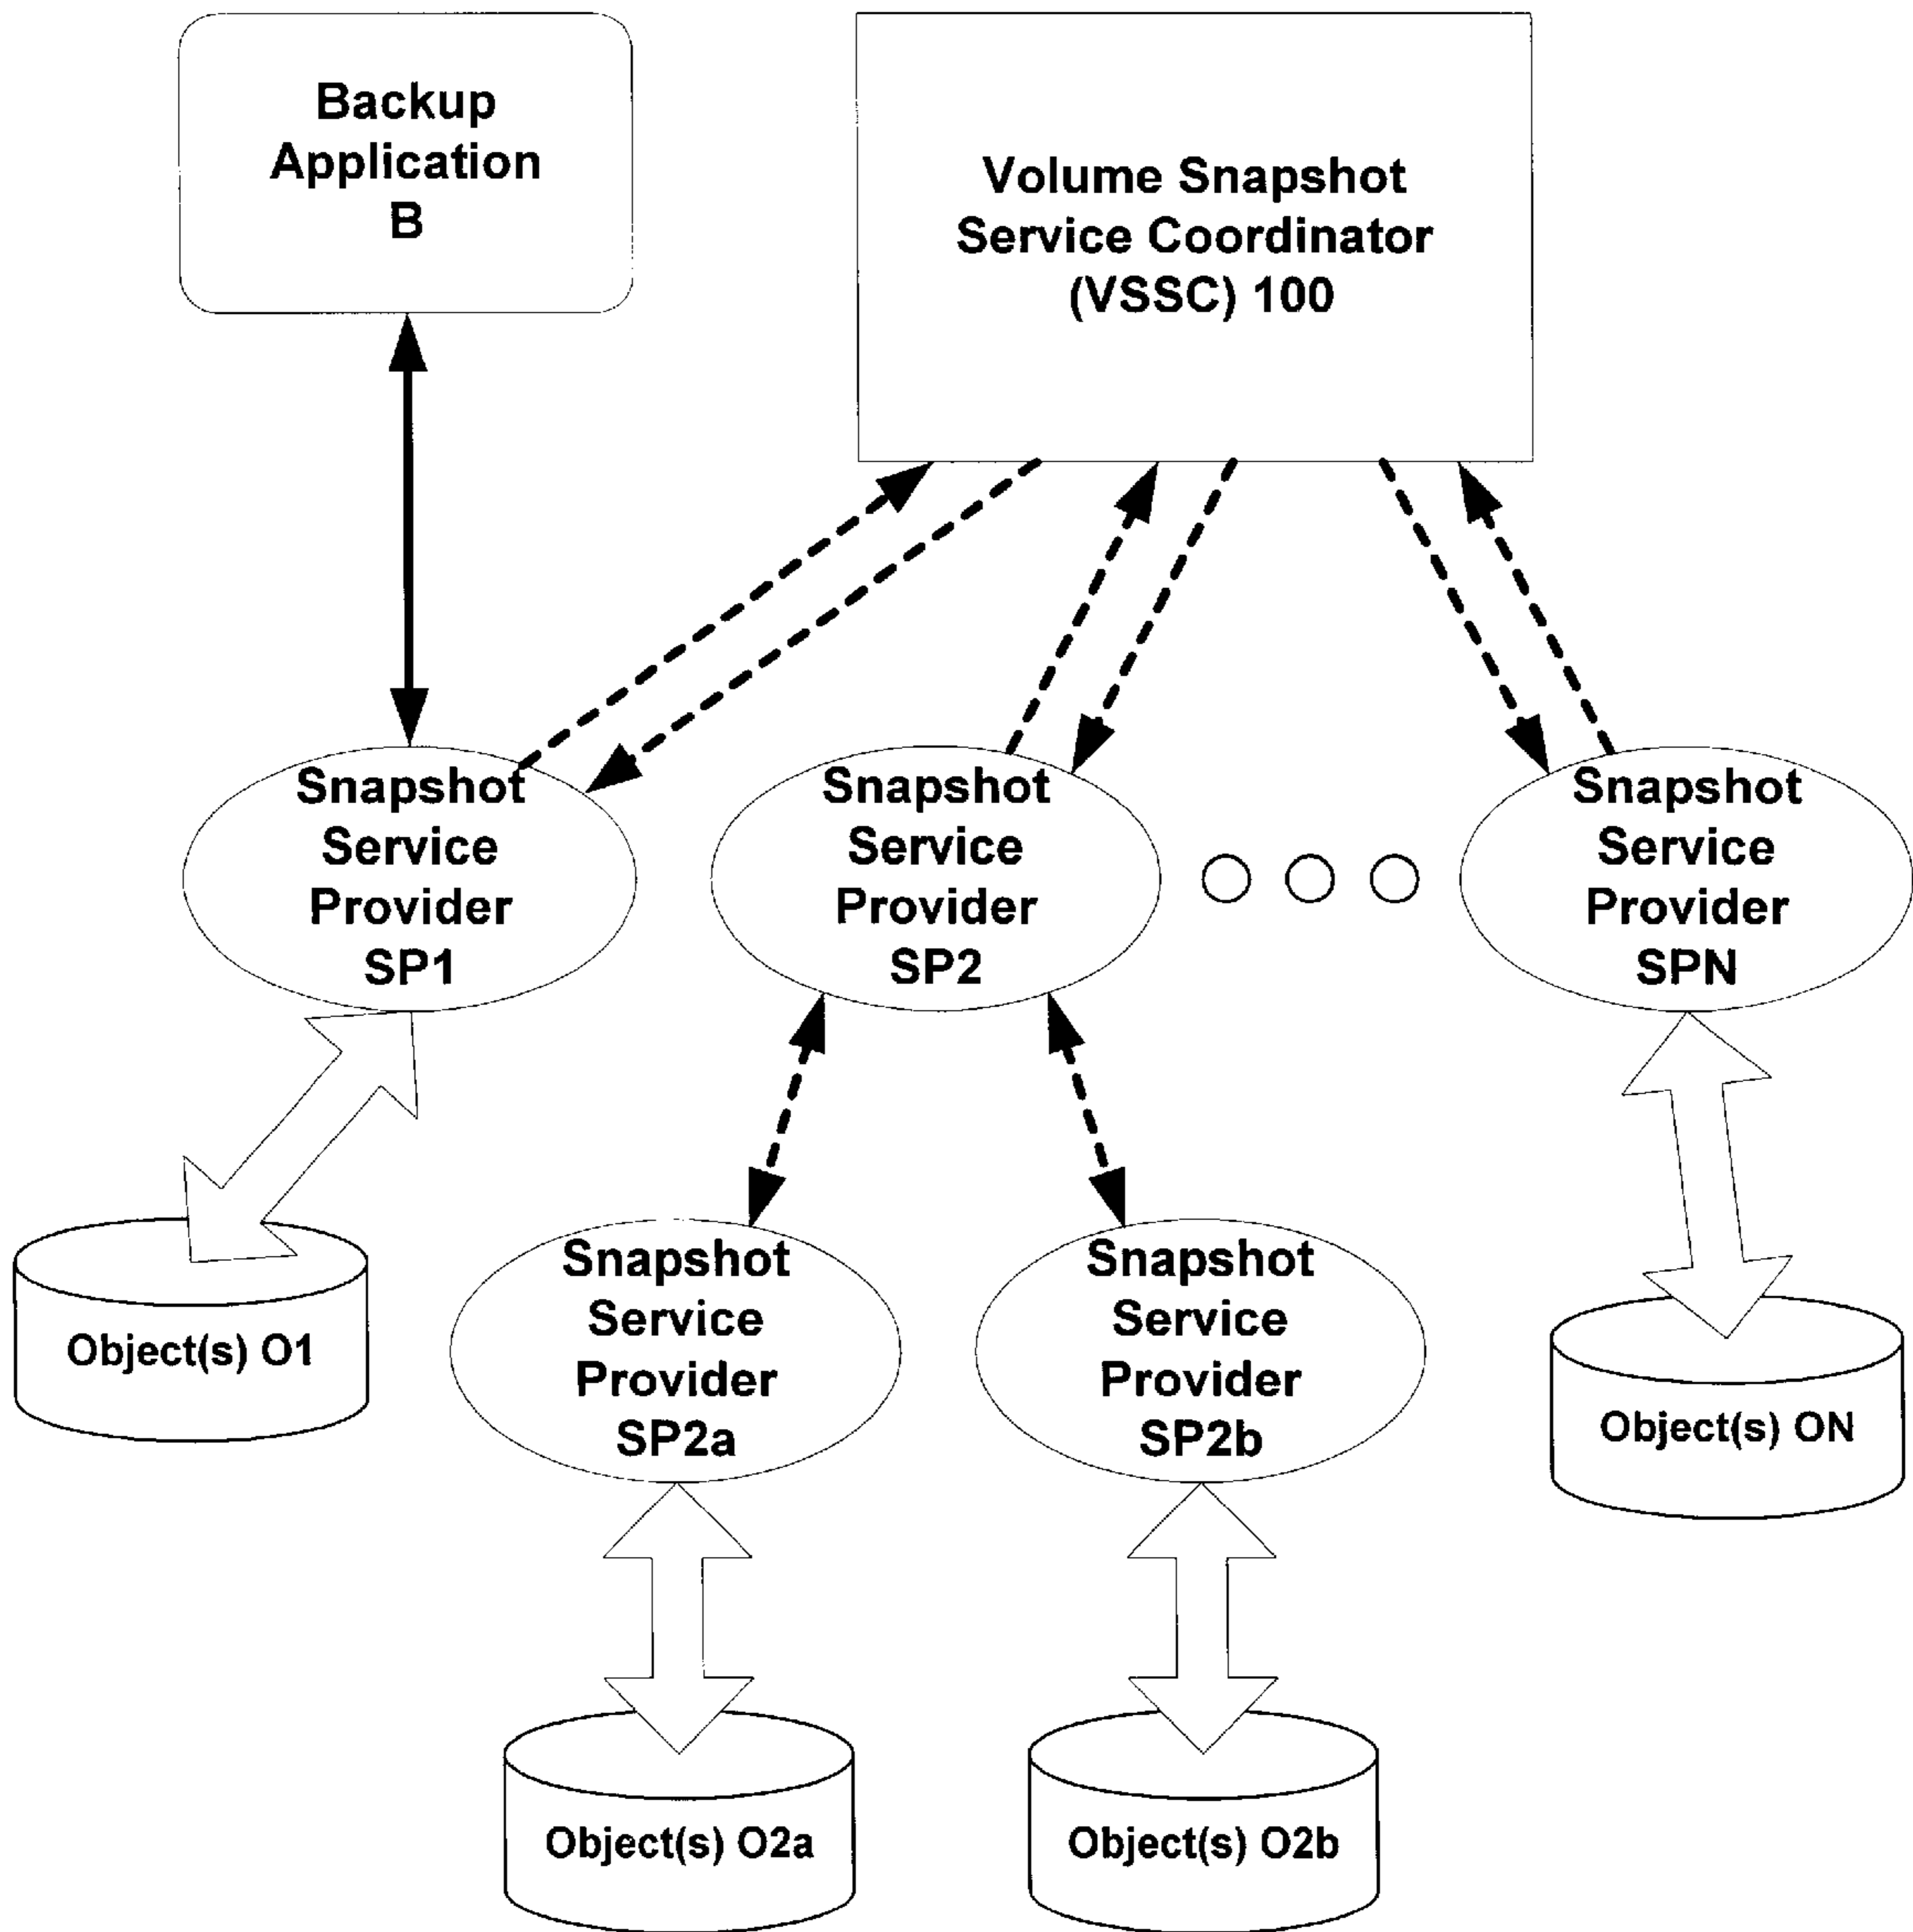 Backup
Application
B
Volume Snapshot
Service Coordinator
(VSSC) 100
Snapshot
Service
Provider
SP1
Snapshot
Service
Provider
SP2
Snapshot
Service
Provider
SPN
Object(s) O1
Snapshot
Service
Provider
SP2a
Snapshot
Service
Provider
SP2b
Object(s) ON
Object(s) O2a
Object(s) O2b